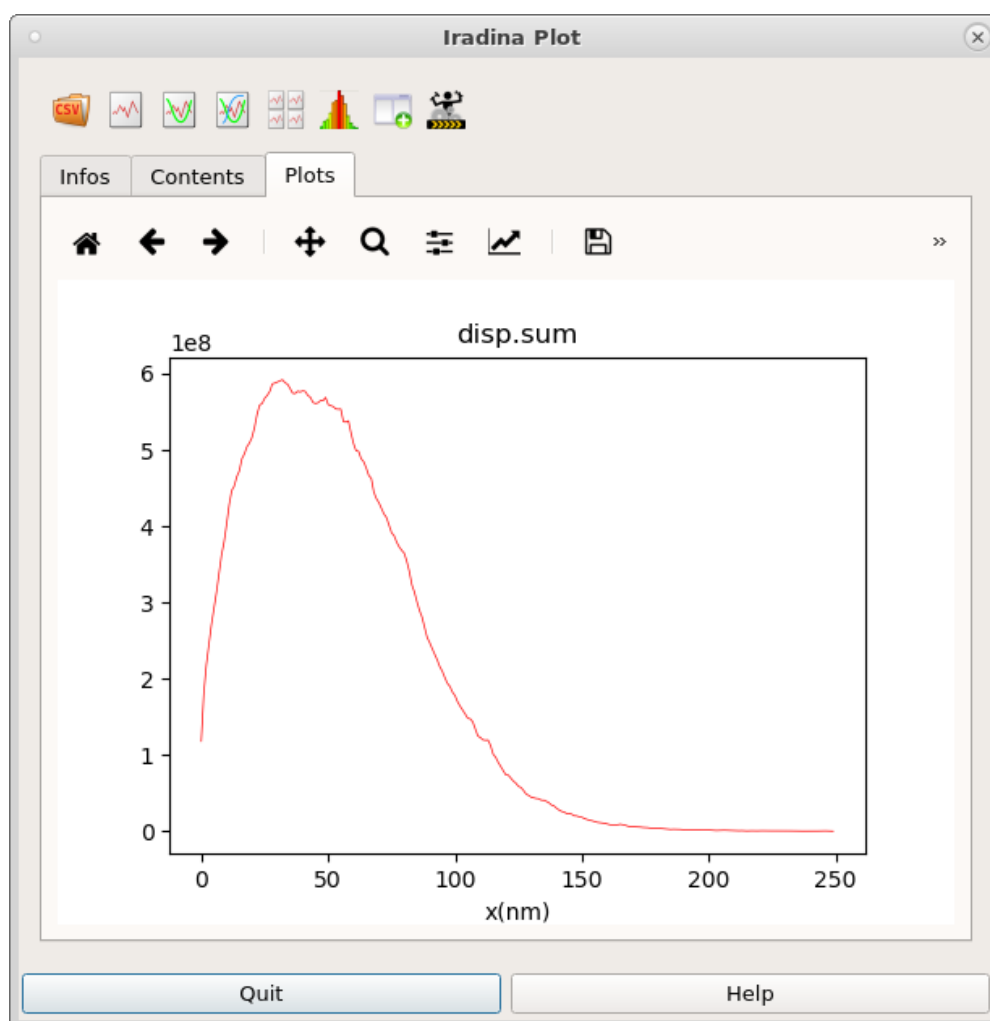 Iradina Plot
CSV
Infos Contents Plots
»
disp.sum
1e8
6
5
4
3
2
1
0
0 50 100 150 200 250
x(nm)
Quit Help